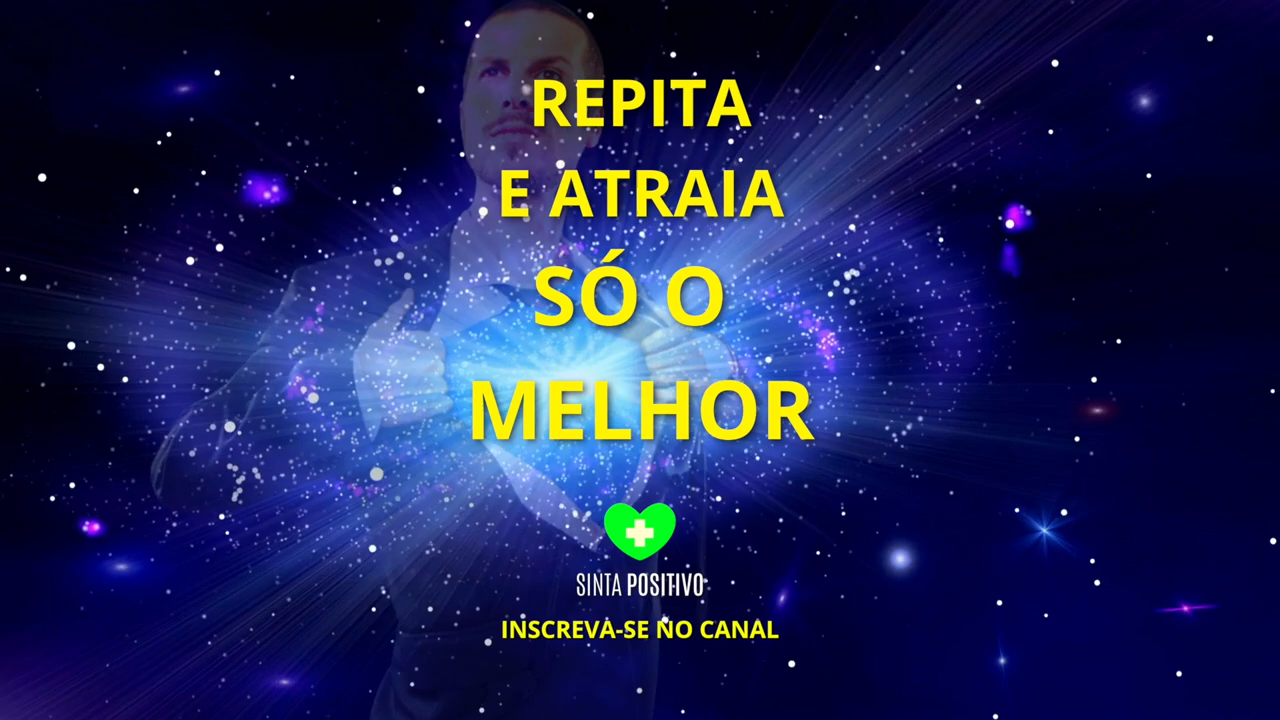 REPITA
E ATRAIA
SÓ O
MELHOR
SINTA POSITIVO
INSCREVA-SE NO CANAL